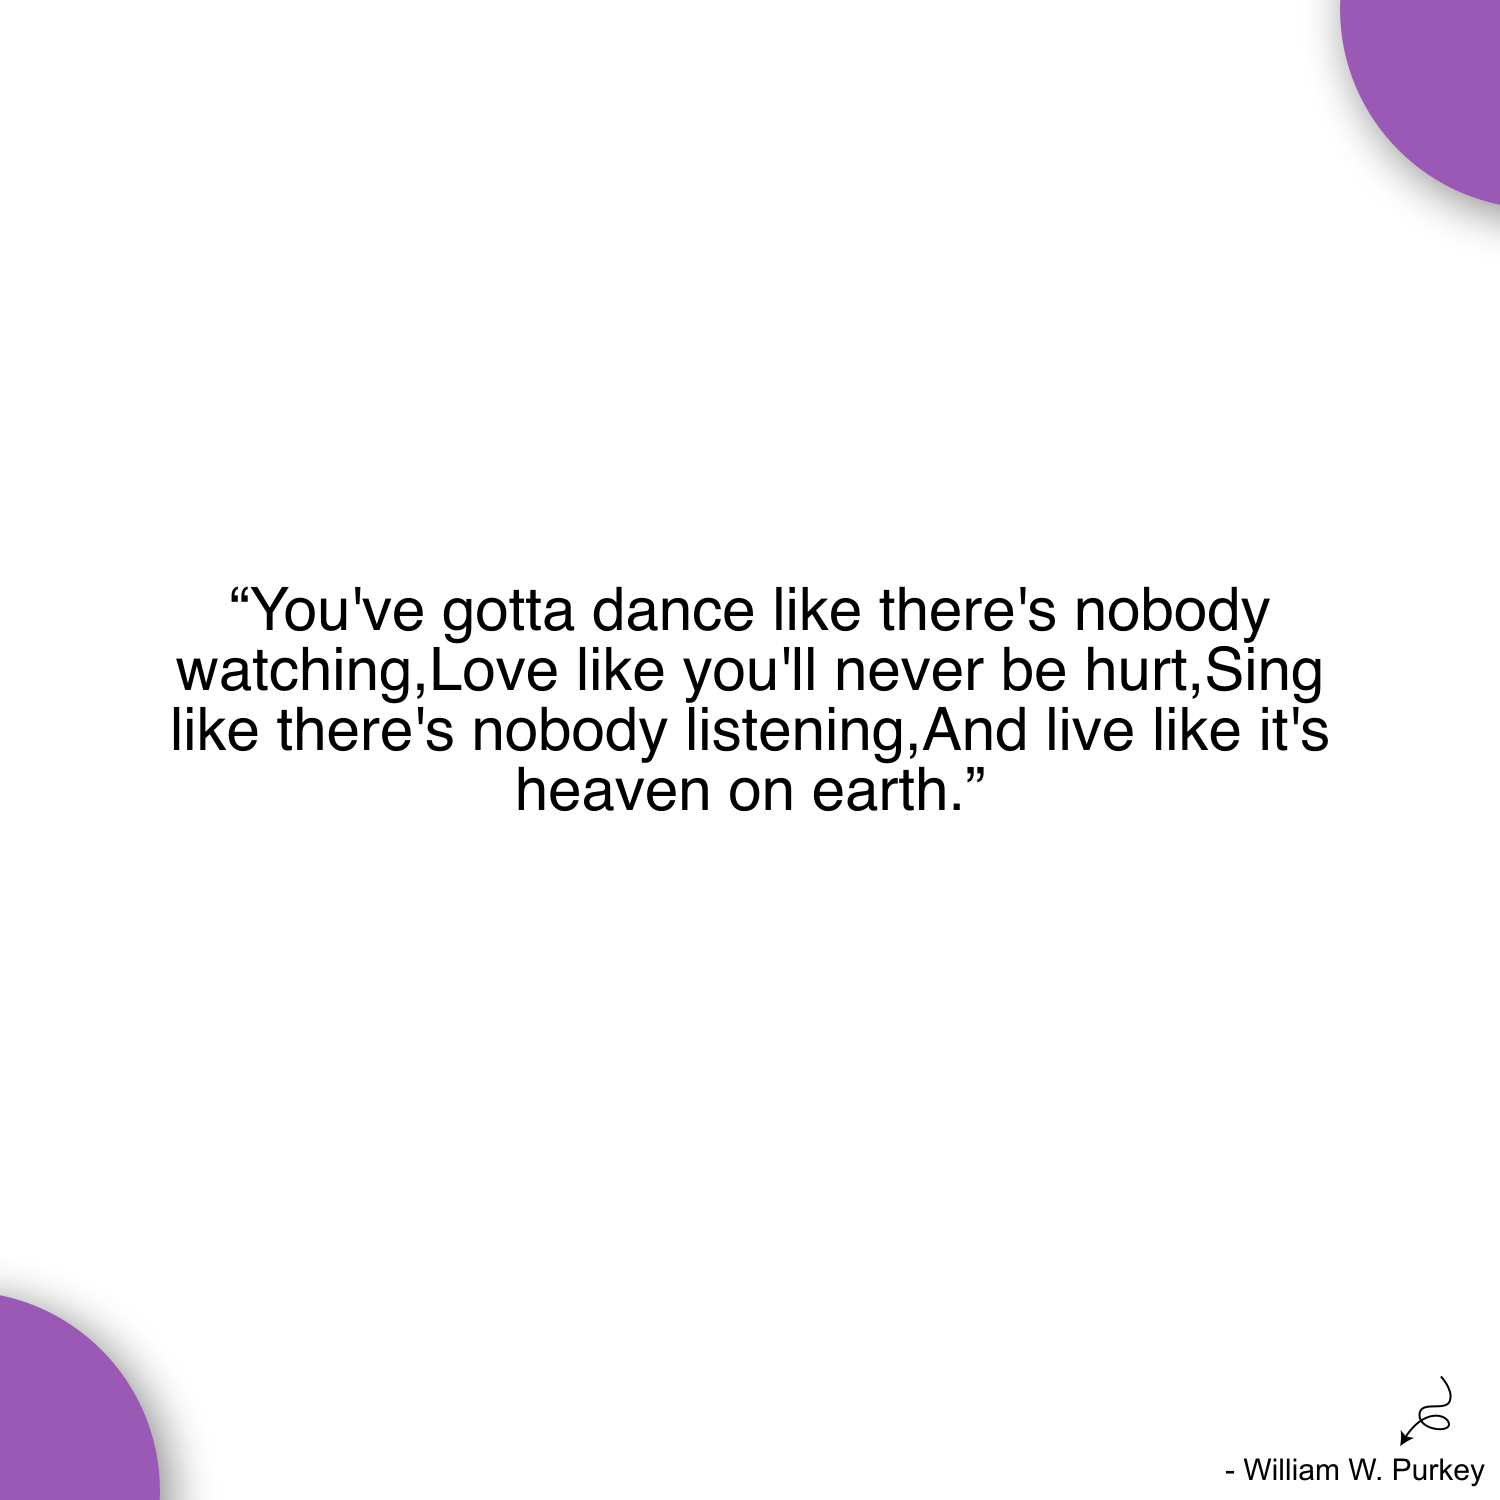 “You've gotta dance like there's nobody
watching,Love like you'll never be hurt,Sing
like there's nobody listening,And live like it's
heaven on earth.”
- William W. Purkey